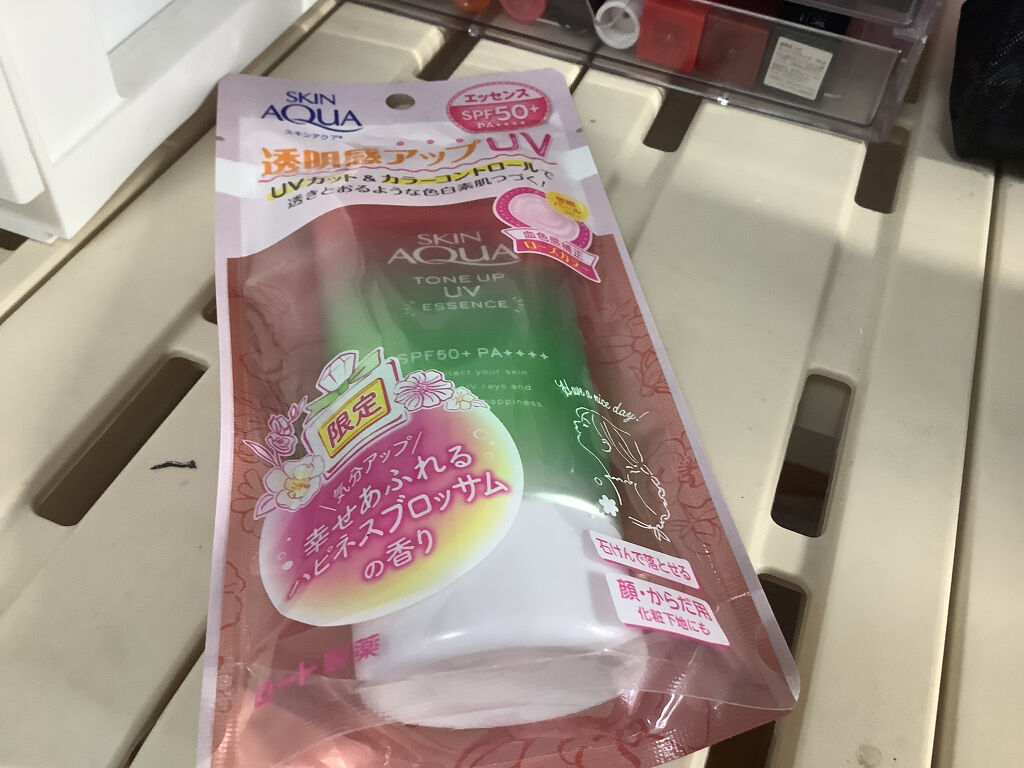 SKIN
AQUA
スキンアクア
エッセンス
SPF50+
PA++++
透明感アップUV
UVカット&カラーコントロールで
透きとおるような色白素肌つづく!
血色感補正
ローズカラー
SKIN
AQUA
TONE UP
UV
ESSENCE
SPF50+ PA++++
your skin
rays and
happiness
Have a nice day!
限定
気分アップ
幸せあふれる
ハピネスブロッサム
の香り
石けんで落とせる
顔・からだ用
化粧下地にも
ロート製薬